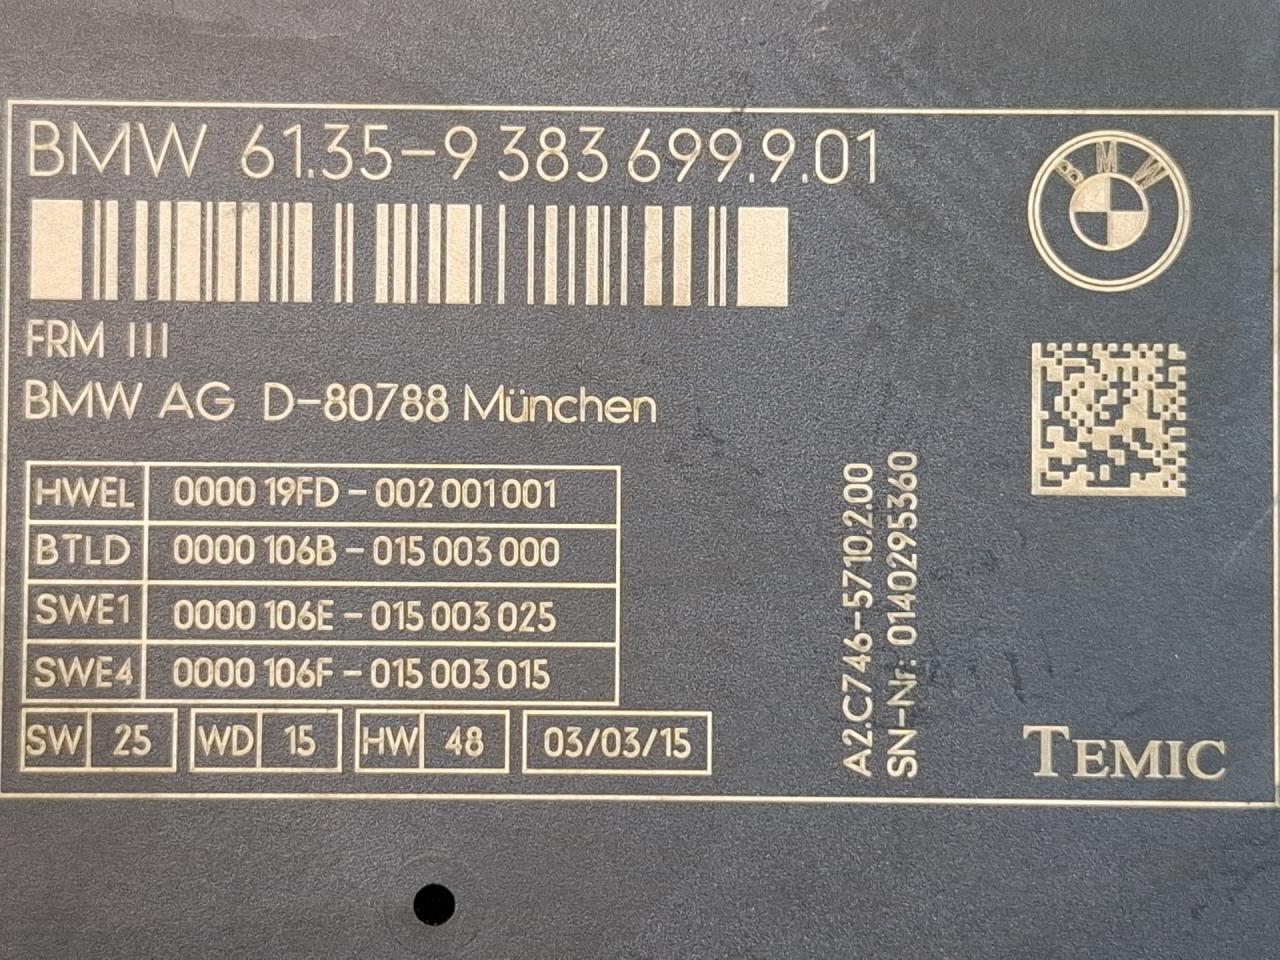 BMW 61.35-9 383 699.9.01
BMW
FRM III
BMW AG D-80788 München
HWEL 0000 19FD - 002 001 001
BTLD 0000 106B - 015 003 000
SWE1 0000 106E - 015 003 025
SWE4 0000 106F - 015 003 015
SW 25 WD 15 HW 48 03/03/15
A2.C746-5710.2.00
SN-Nr: 0140295360
TEMIC